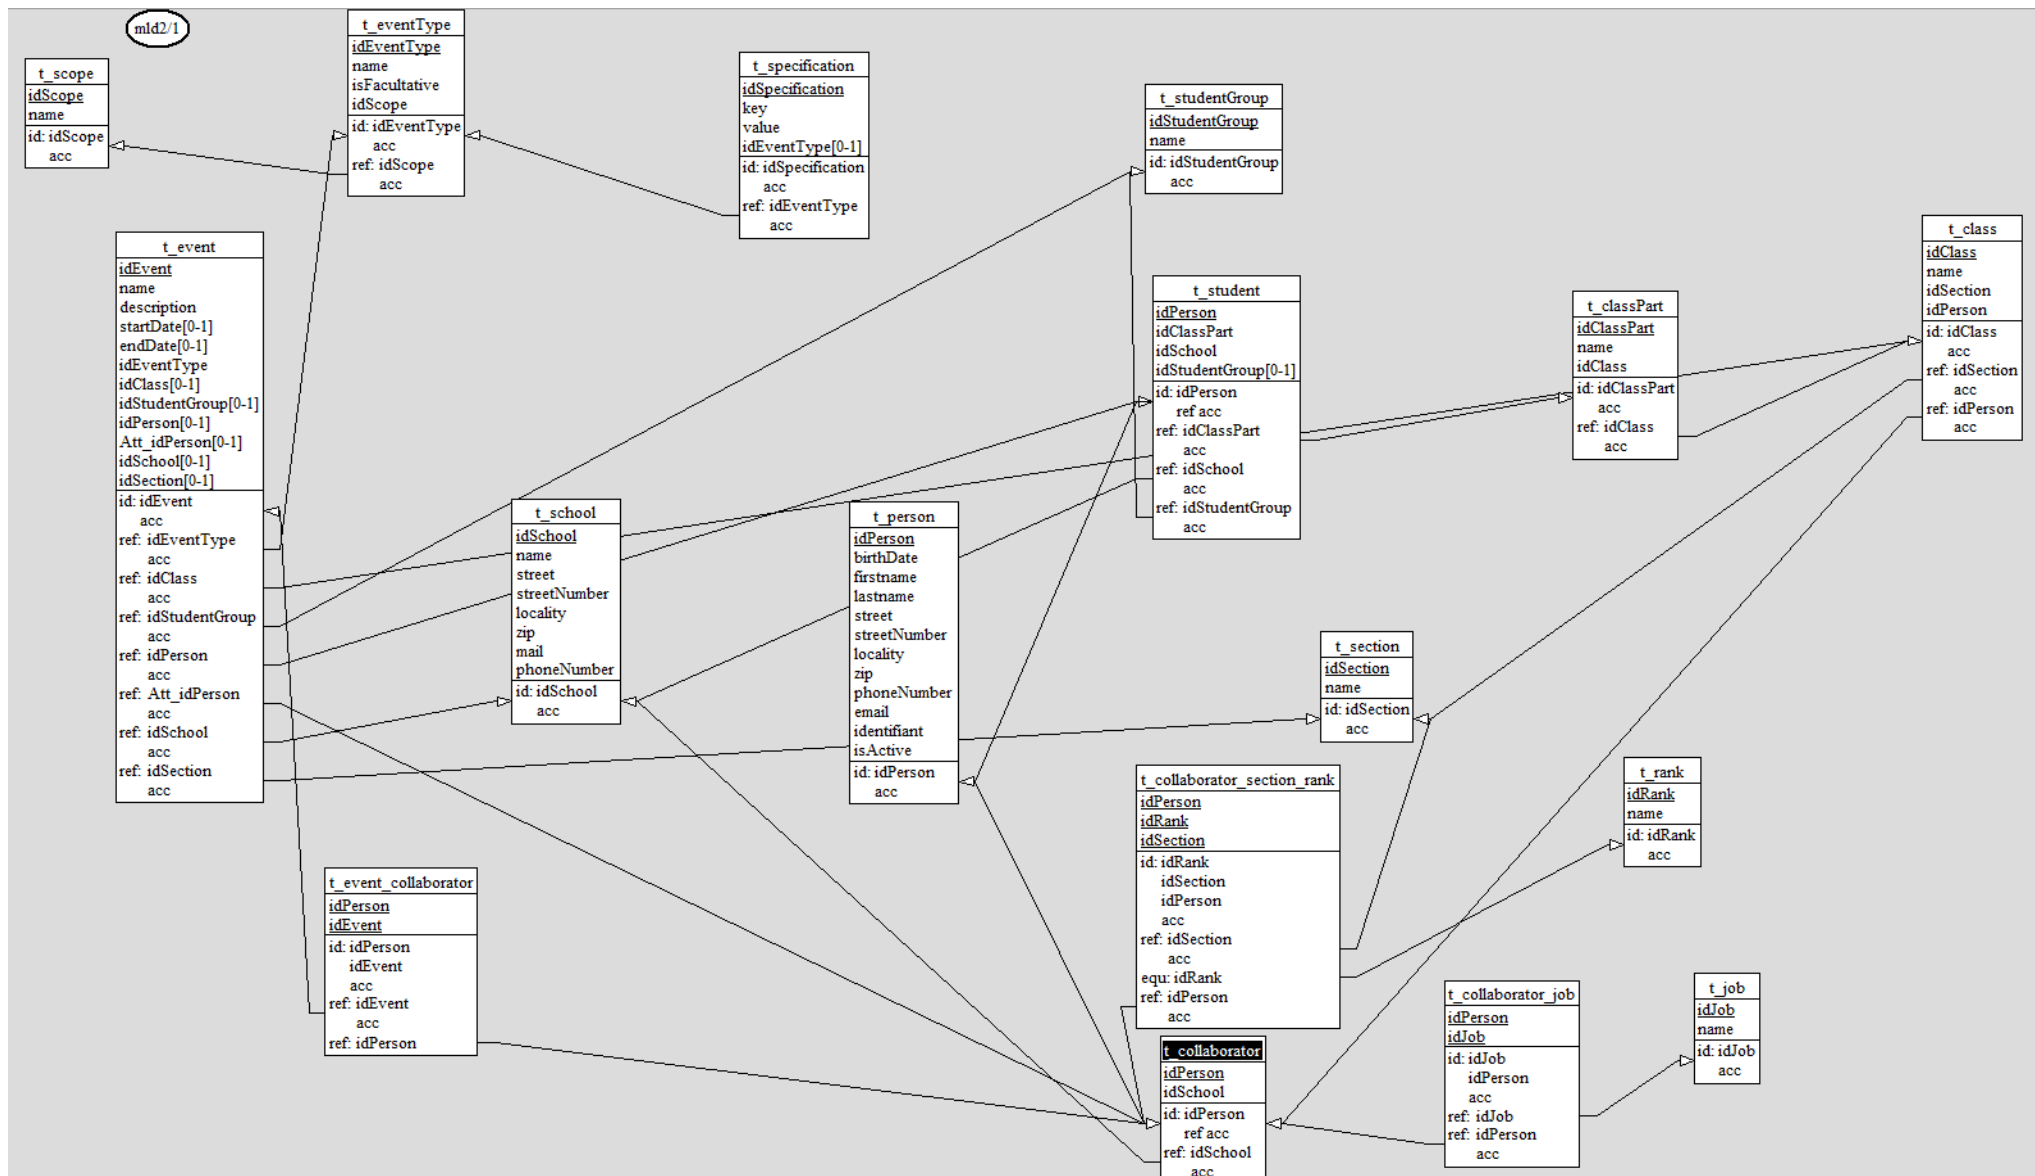 mld2/1
t_scope
idScope
name
id: idScope
acc
t_eventType
idEventType
name
isFacultative
idScope
id: idEventType
acc
ref: idScope
acc
t_specification
idSpecification
key
value
idEventType[0-1]
id: idSpecification
acc
ref: idEventType
acc
t_studentGroup
idStudentGroup
name
id: idStudentGroup
acc
t_class
idClass
name
idSection
idPerson
id: idClass
acc
ref: idSection
acc
ref: idPerson
acc
t_event
idEvent
name
description
startDate[0-1]
endDate[0-1]
idEventType
idClass[0-1]
idStudentGroup[0-1]
idPerson[0-1]
Att_idPerson[0-1]
idSchool[0-1]
idSection[0-1]
id: idEvent
acc
ref: idEventType
acc
ref: idClass
acc
ref: idStudentGroup
acc
ref: idPerson
acc
ref: Att_idPerson
acc
ref: idSchool
acc
ref: idSection
acc
t_student
idPerson
idClassPart
idSchool
idStudentGroup[0-1]
id: idPerson
ref acc
ref: idClassPart
acc
ref: idSchool
acc
ref: idStudentGroup
acc
t_classPart
idClassPart
name
idClass
id: idClassPart
acc
ref: idClass
acc
t_school
idSchool
name
street
streetNumber
locality
zip
mail
phoneNumber
id: idSchool
acc
t_person
idPerson
birthDate
firstname
lastname
street
streetNumber
locality
zip
phoneNumber
email
identifiant
isActive
id: idPerson
acc
t_section
idSection
name
id: idSection
acc
t_collaborator_section_rank
idPerson
idRank
idSection
id: idRank
idSection
idPerson
acc
ref: idSection
acc
equ: idRank
ref: idPerson
acc
t_rank
idRank
name
id: idRank
acc
t_event_collaborator
idPerson
idEvent
id: idPerson
idEvent
acc
ref: idEvent
acc
ref: idPerson
t_collaborator
idPerson
idSchool
id: idPerson
ref acc
ref: idSchool
acc
t_collaborator_job
idPerson
idJob
id: idJob
idPerson
acc
ref: idJob
ref: idPerson
acc
t_job
idJob
name
id: idJob
acc